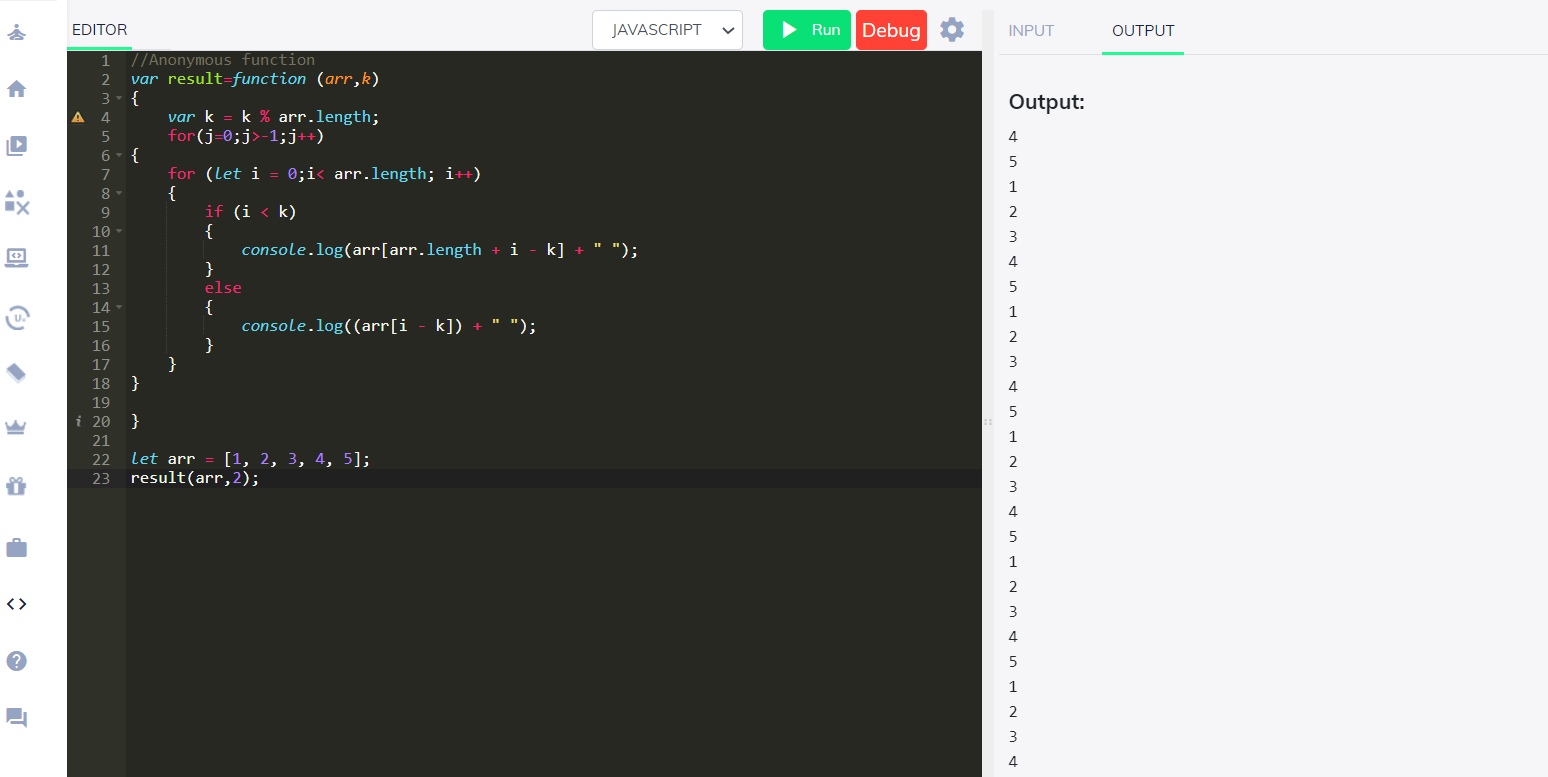 EDITOR
JAVASCRIPT
Run
Debug
INPUT
OUTPUT
1 //Anonymous function
2 var result=function (arr,k)
3 {
4     var k = k % arr.length;
5     for(j=0;j>-1;j++)
6 {
7     for (let i = 0;i< arr.length; i++)
8     {
9         if (i < k)
10         {
11             console.log(arr[arr.length + i - k] + " ");
12         }
13         else
14         {
15             console.log((arr[i - k]) + " ");
16         }
17     }
18 }
19
20 }
21
22 let arr = [1, 2, 3, 4, 5];
23 result(arr,2);
Output:
4
5
1
2
3
4
5
1
2
3
4
5
1
2
3
4
5
1
2
3
4
5
1
2
3
4